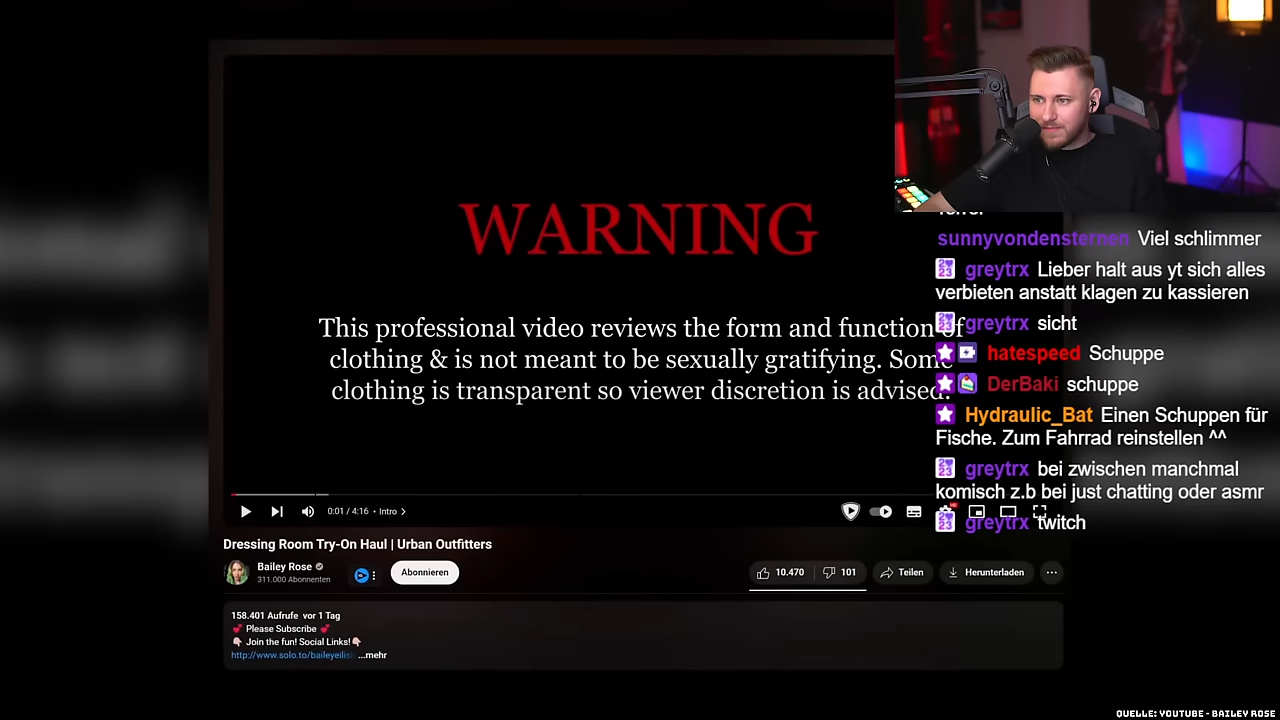 WARNING
This professional video reviews the form and function of
clothing & is not meant to be sexually gratifying. Some
clothing is transparent so viewer discretion is advised.
0:01 / 4:16 • Intro
Dressing Room Try-On Haul | Urban Outfitters
Bailey Rose
311.000 Abonnenten
Abonnieren
10.470
101
Teilen
Herunterladen
158.401 Aufrufe vor 1 Tag
Please Subscribe
Join the fun! Social Links!
http://www.solo.to/baileyeilis
...mehr
sunnyvondensternen Viel schlimmer
greytrx Lieber halt aus yt sich alles
verbieten anstatt klagen zu kassieren
greytrx sicht
hatespeed Schuppe
DerBaki schuppe
Hydraulic_Bat Einen Schuppen für
Fische. Zum Fahrrad reinstellen ^^
greytrx bei zwischen manchmal
komisch z.b bei just chatting oder asmr
greytrx twitch
QUELLE: YOUTUBE - BAILEY ROSE